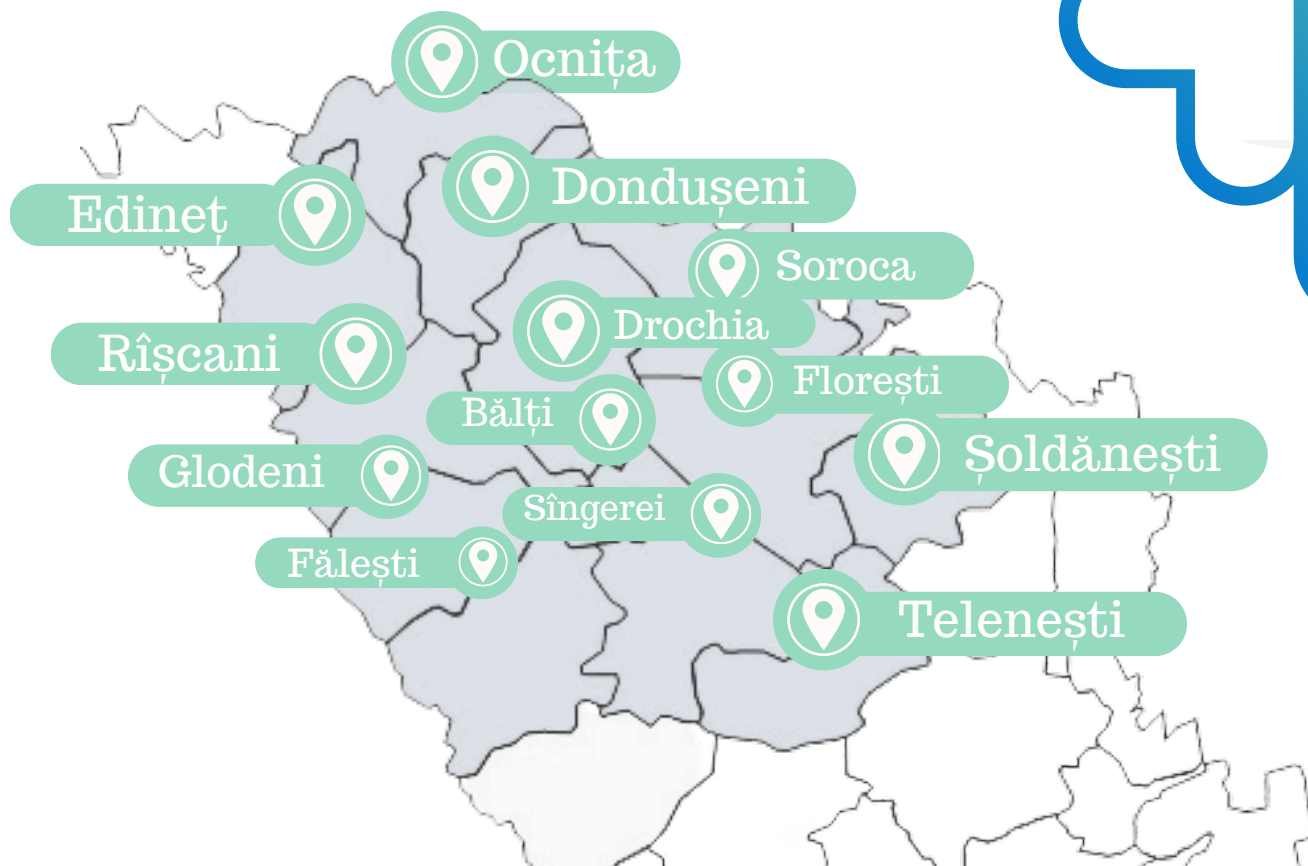 Ocnița
Dondușeni
Edineț
Soroca
Drochia
Rîșcani
Florești
Bălți
Șoldănești
Glodeni
Sîngerei
Fălești
Telenești